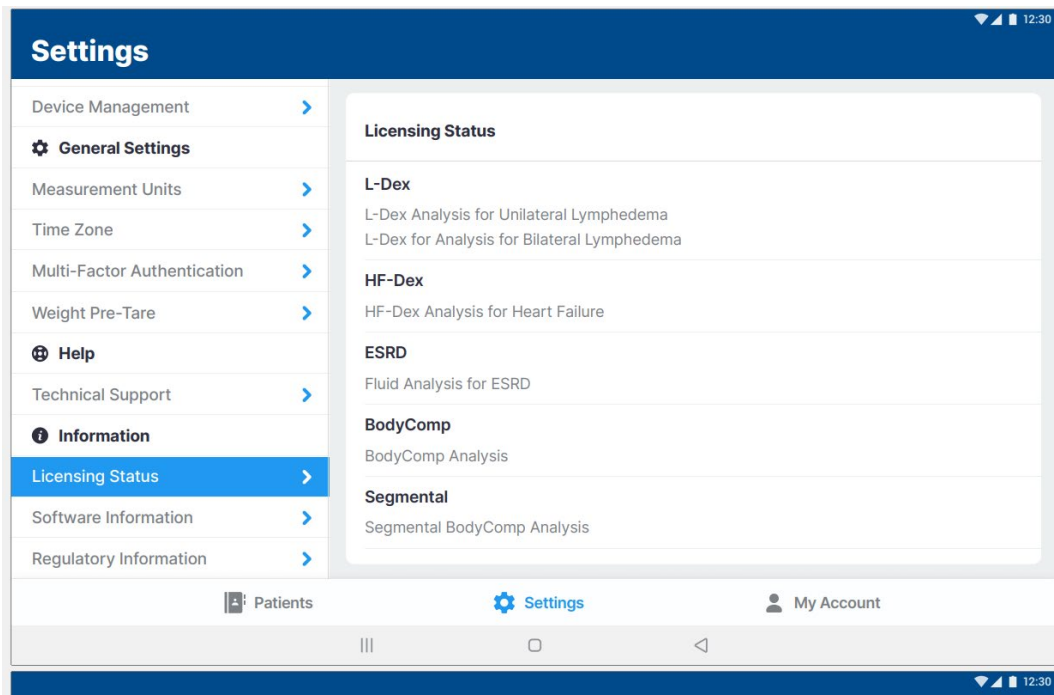 12:30
Settings
Device Management
General Settings
Measurement Units
Time Zone
Multi-Factor Authentication
Weight Pre-Tare
Help
Technical Support
Information
Licensing Status
Software Information
Regulatory Information
Licensing Status
L-Dex
L-Dex Analysis for Unilateral Lymphedema
L-Dex for Analysis for Bilateral Lymphedema
HF-Dex
HF-Dex Analysis for Heart Failure
ESRD
Fluid Analysis for ESRD
BodyComp
BodyComp Analysis
Segmental
Segmental BodyComp Analysis
Patients
Settings
My Account
12:30